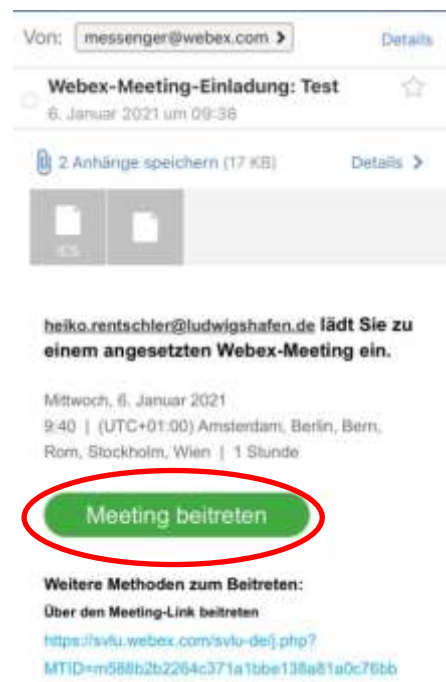 Von: messenger@webex.com > Details
Webex-Meeting-Einladung: Test
6. Januar 2021 um 09:38
2 Anhänge speichern (17 KB) Details >
ICS
heiko.rentschler@ludwigshafen.de lädt Sie zu
einem angesetzten Webex-Meeting ein.
Mittwoch, 6. Januar 2021
9:40 | (UTC+01:00) Amsterdam, Berlin, Bern,
Rom, Stockholm, Wien | 1 Stunde
Meeting beitreten
Weitere Methoden zum Beitreten:
Über den Meeting-Link beitreten
https://svlu.webex.com/svlu-de/j.php?
MTID=m588b2b2264c371a1bbe138a81a0c76bb